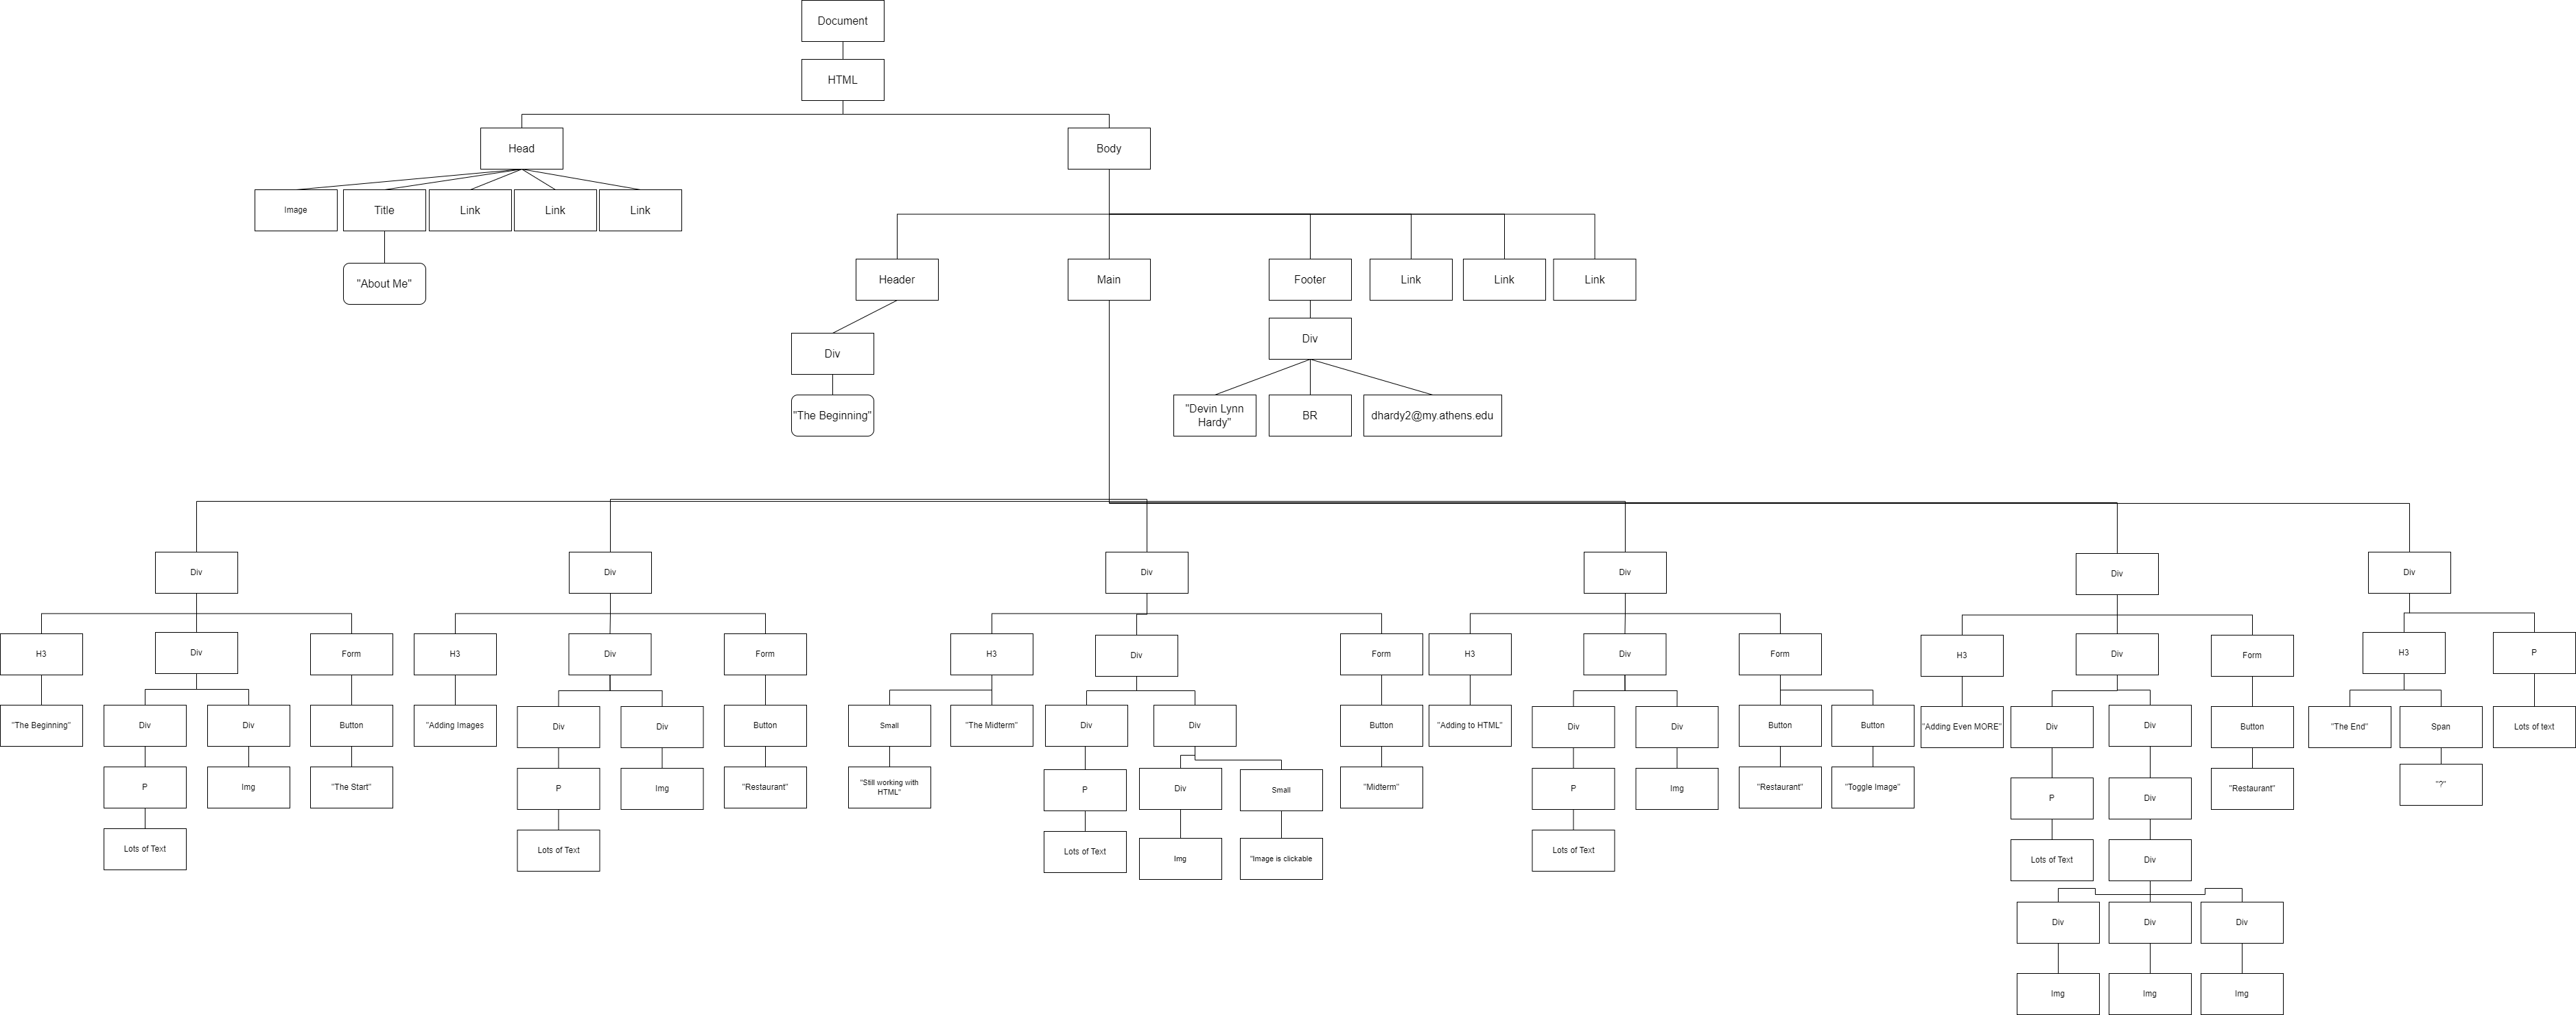 Document
HTML
Head
Body
Image
Title
Link
Link
Link
"About Me"
Header
Main
Footer
Link
Link
Link
Div
Div
"The Beginning"
"Devin Lynn
Hardy"
BR
dhardy2@my.athens.edu
Div
Div
Div
Div
Div
Div
H3
Div
Form
H3
Div
Form
H3
Div
Form
H3
Div
Form
H3
Div
Form
H3
P
"The Beginning"
Div
Div
Button
"Adding Images
Div
Div
Button
Small
"The Midterm"
Div
Div
Button
"Adding to HTML"
Div
Div
Button
Button
"Adding Even MORE"
Div
Div
Button
"The End"
Span
Lots of text
P
Img
"The Start"
P
Img
"Restaurant"
"Still working with
HTML"
P
Div
Small
"Midterm"
P
Img
"Restaurant"
"Toggle Image"
P
Div
"Restaurant"
"?"
Lots of Text
Lots of Text
Lots of Text
Img
"Image is clickable
Lots of Text
Lots of Text
Div
Div
Div
Div
Img
Img
Img